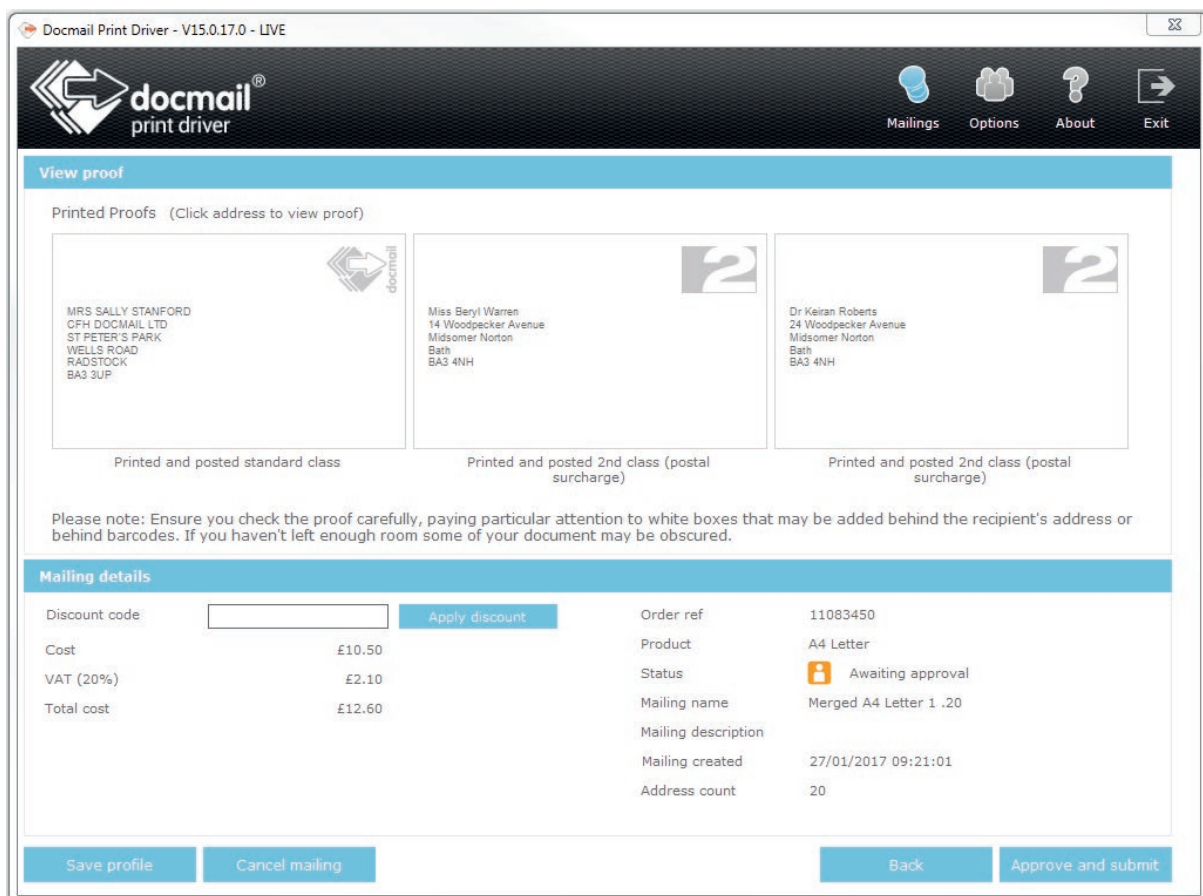 Docmail Print Driver - V15.0.17.0 - LIVE
docmail®
print driver
Mailings
Options
About
Exit
View proof
Printed Proofs (Click address to view proof)
docmail
MRS SALLY STANFORD
CFH DOCMAIL LTD
ST PETER'S PARK
WELLS ROAD
RADSTOCK
BA3 3UP
Printed and posted standard class
2
Miss Beryl Warren
14 Woodpecker Avenue
Midsomer Norton
Bath
BA3 4NH
Printed and posted 2nd class (postal
surcharge)
2
Dr Keiran Roberts
24 Woodpecker Avenue
Midsomer Norton
Bath
BA3 4NH
Printed and posted 2nd class (postal
surcharge)
Please note: Ensure you check the proof carefully, paying particular attention to white boxes that may be added behind the recipient's address or
behind barcodes. If you haven't left enough room some of your document may be obscured.
Mailing details
Discount code
Apply discount
Cost £10.50
VAT (20%) £2.10
Total cost £12.60
Order ref 11083450
Product A4 Letter
Status Awaiting approval
Mailing name Merged A4 Letter 1 .20
Mailing description
Mailing created 27/01/2017 09:21:01
Address count 20
Save profile
Cancel mailing
Back
Approve and submit